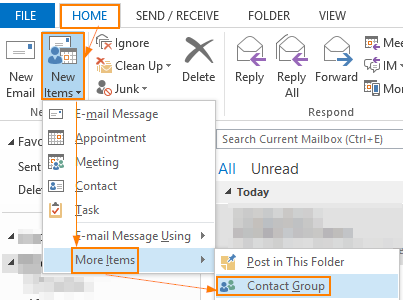 FILE HOME SEND / RECEIVE FOLDER VIEW
New Email
New Items
Ignore
Clean Up
Junk
Delete
Reply
Reply All
Forward
Mee
IM
More
Respond
E-mail Message
Appointment
Meeting
Contact
Task
E-mail Message Using
More Items
Favo
Sent
Dele
Search Current Mailbox (Ctrl+E)
All Unread
Today
Post in This Folder
Contact Group